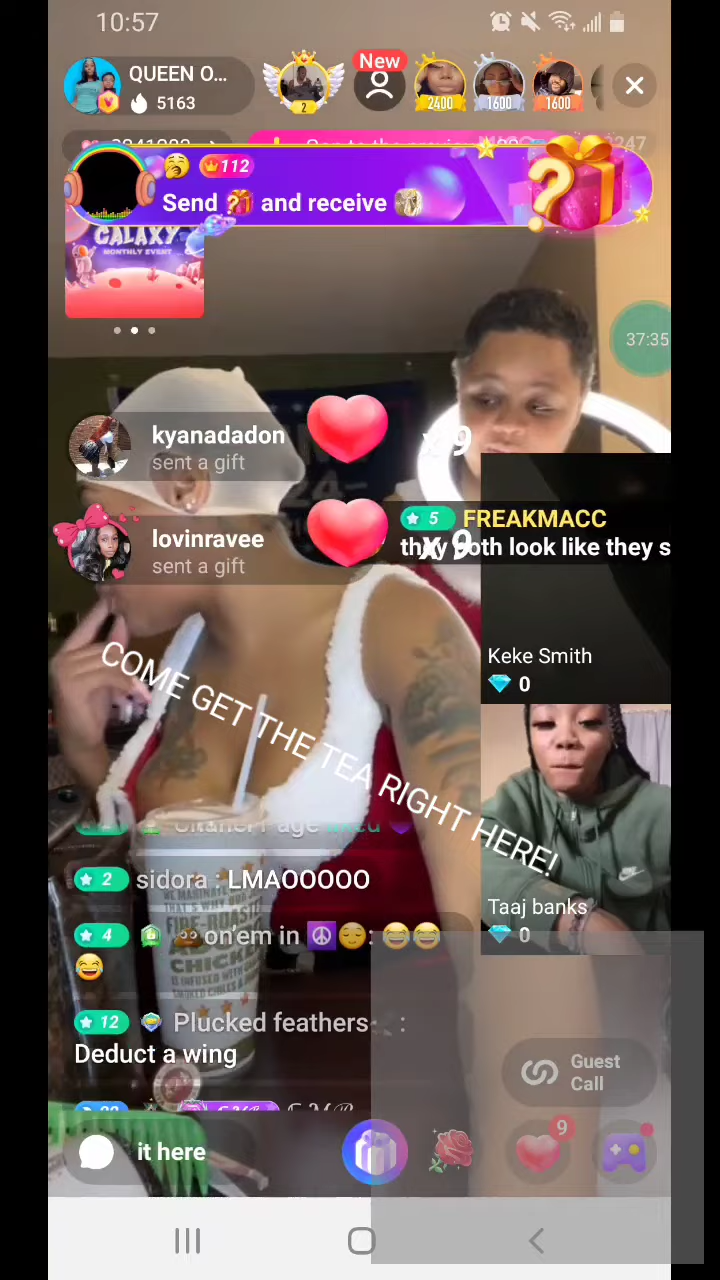 10:57
QUEEN O...
5163
2
New
2400
1600
1600
112
Send and receive
GALAXY
MONTHLY EVENT
37:35
kyanadadon
sent a gift
x 9
5 FREAKMACC
they both look like they s
lovinravee
sent a gift
x 9
Keke Smith
0
COME GET THE TEA RIGHT HERE!
2 sidora : LMAOOOOO
Taaj banks
0
4 💩on'em in ☮️😌: 😂😂
😂
CHICK
12 Plucked feathers :
Deduct a wing
Guest
Call
it here
9